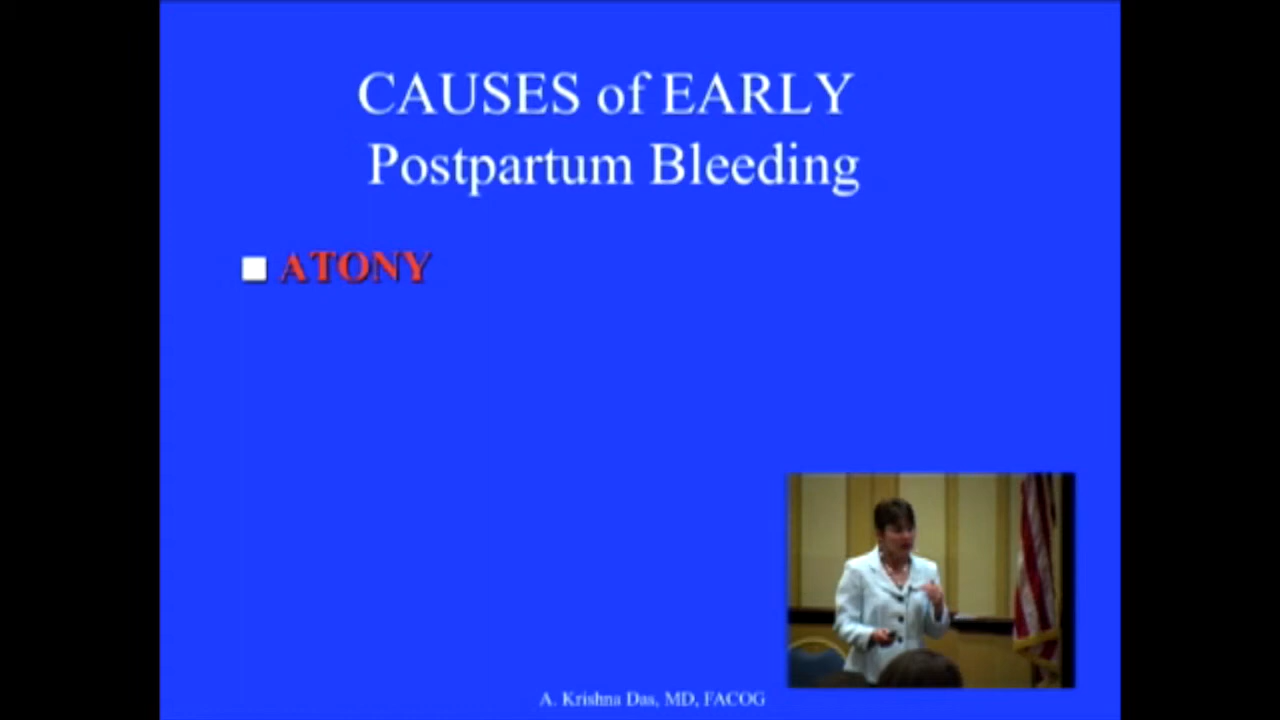 CAUSES of EARLY
Postpartum Bleeding
ATONY
A. Krishna Das, MD, FACOG